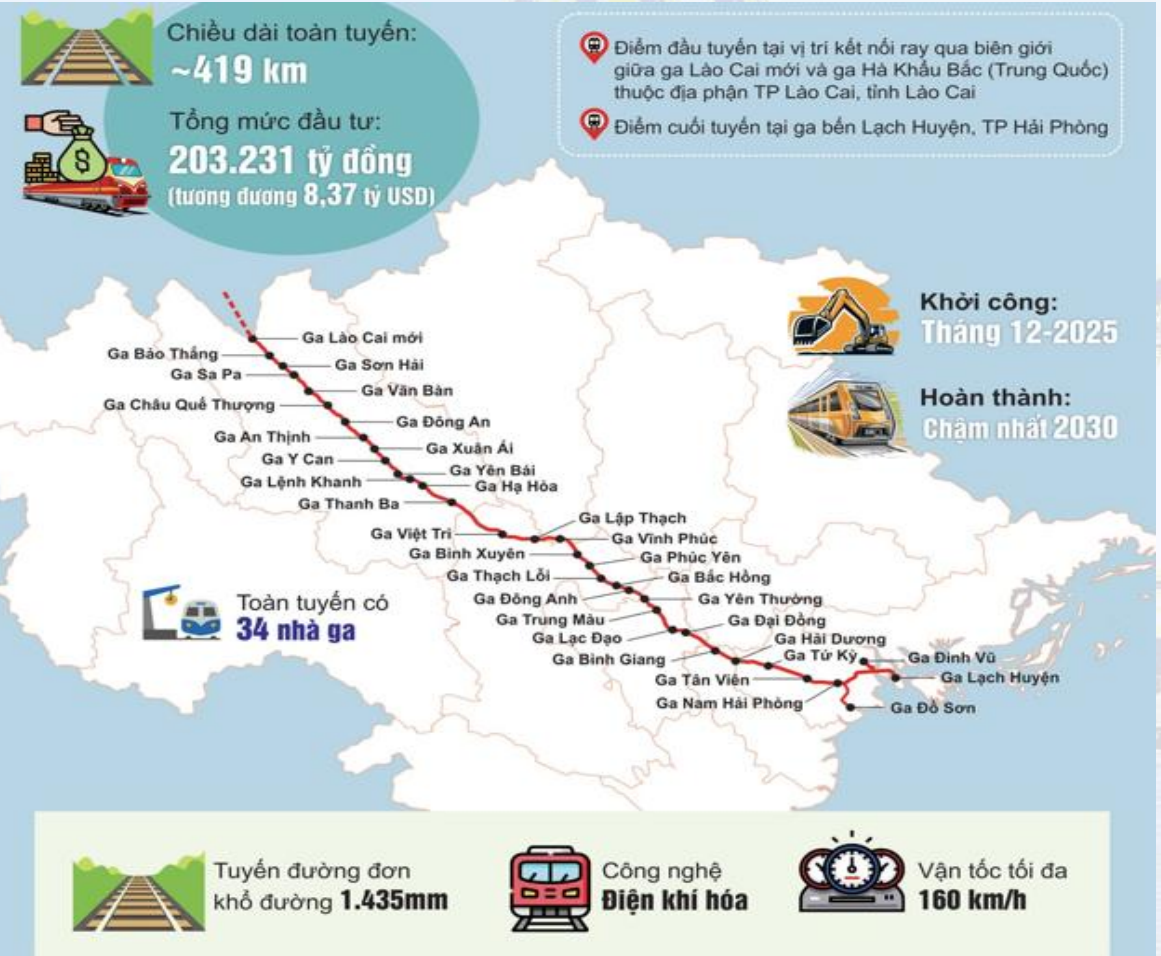 Chiều dài toàn tuyến:
~419 km
Tổng mức đầu tư:
203.231 tỷ đồng
(tương đương 8,37 tỷ USD)
Điểm đầu tuyến tại vị trí kết nối ray qua biên giới
giữa ga Lào Cai mới và ga Hà Khẩu Bắc (Trung Quốc)
thuộc địa phận TP Lào Cai, tỉnh Lào Cai
Điểm cuối tuyến tại ga bến Lạch Huyện, TP Hải Phòng
Khởi công:
Tháng 12-2025
Hoàn thành:
Chậm nhất 2030
Ga Lào Cai mới
Ga Bảo Thắng
Ga Sơn Hải
Ga Sa Pa
Ga Văn Bàn
Ga Châu Quế Thượng
Ga Đông An
Ga An Thịnh
Ga Xuân Ái
Ga Y Can
Ga Yên Bái
Ga Lệnh Khanh
Ga Hạ Hòa
Ga Thanh Ba
Ga Lập Thạch
Ga Việt Trì
Ga Vĩnh Phúc
Ga Bình Xuyên
Ga Phúc Yên
Ga Thạch Lỗi
Ga Bắc Hồng
Ga Đông Anh
Ga Yên Thường
Ga Trung Mầu
Ga Đại Đồng
Ga Lạc Đạo
Ga Hải Dương
Ga Bình Giang
Ga Tứ Kỳ
Ga Đình Vũ
Ga Tân Viên
Ga Lạch Huyện
Ga Nam Hải Phòng
Ga Đồ Sơn
Toàn tuyến có
34 nhà ga
Tuyến đường đơn
khổ đường 1.435mm
Công nghệ
Điện khí hóa
Vận tốc tối đa
160 km/h